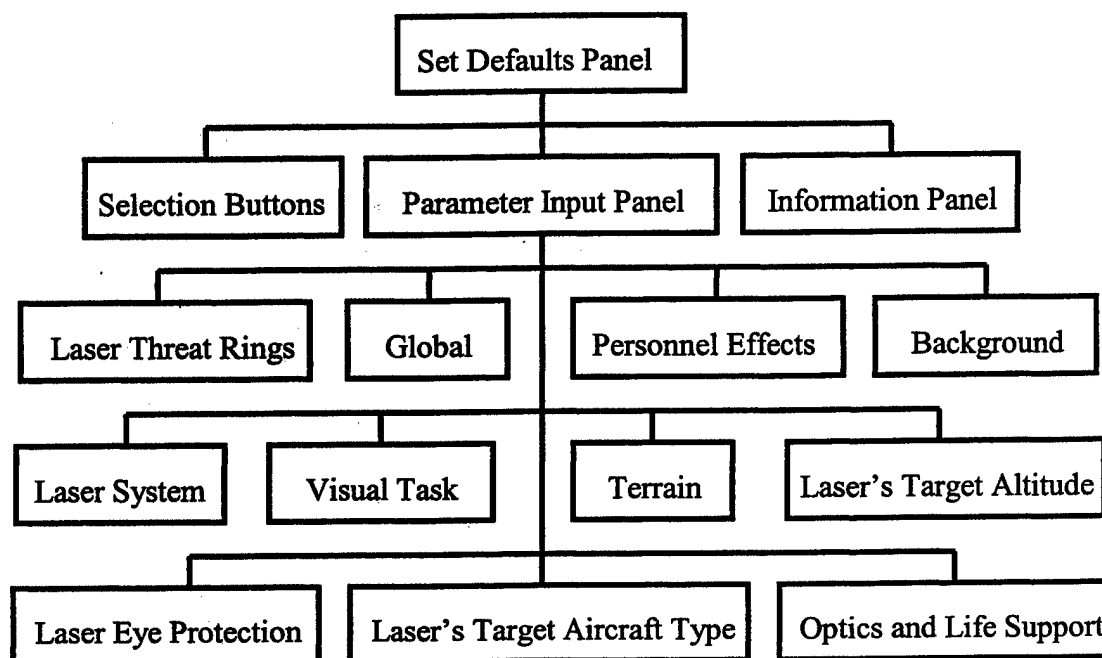 Set Defaults Panel
Selection Buttons
Parameter Input Panel
Information Panel
Laser Threat Rings
Global
Personnel Effects
Background
Laser System
Visual Task
Terrain
Laser's Target Altitude
Laser Eye Protection
Laser's Target Aircraft Type
Optics and Life Support